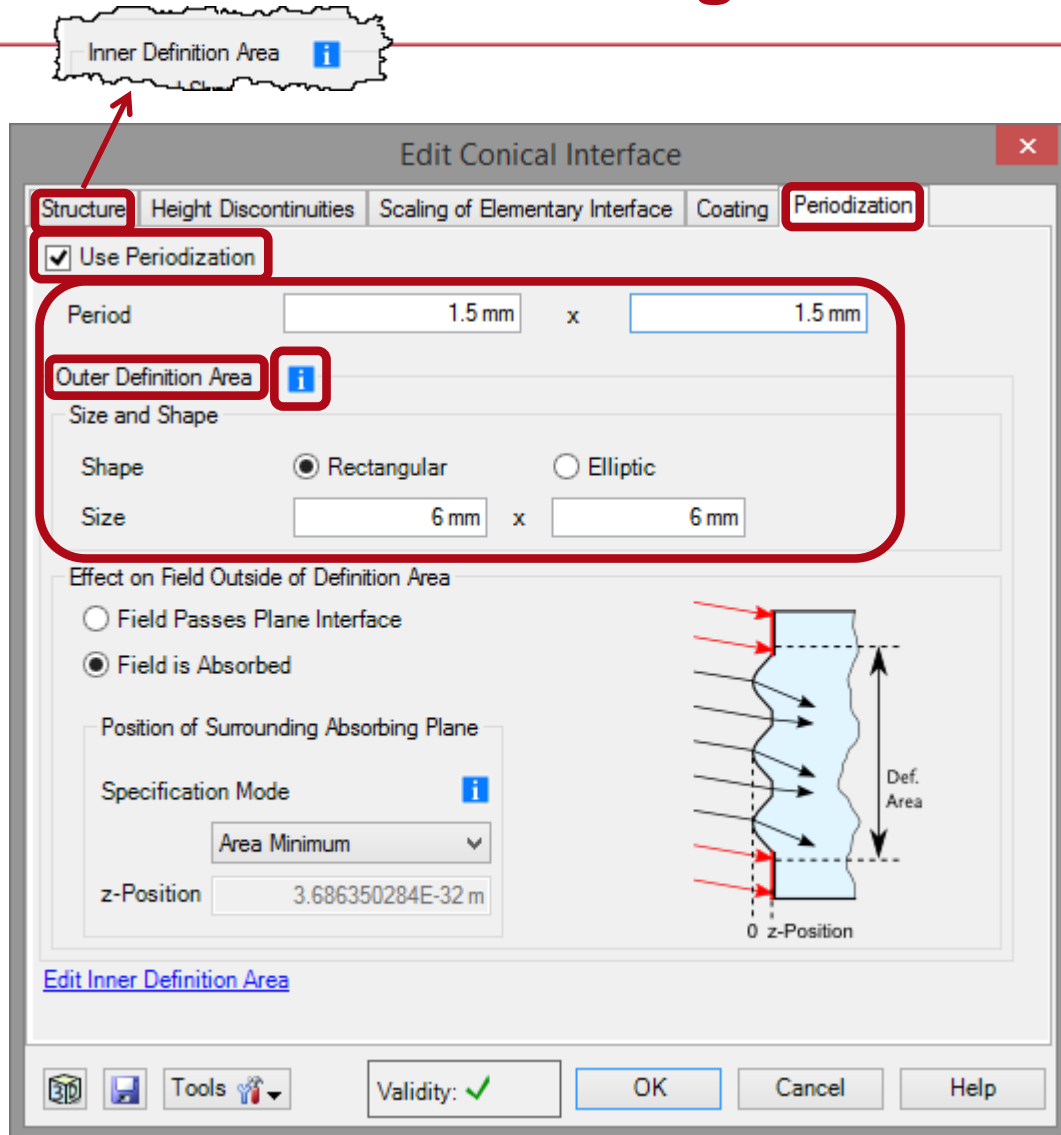 Inner Definition Area i
Edit Conical Interface
Structure Height Discontinuities Scaling of Elementary Interface Coating Periodization
Use Periodization
Period 1.5 mm x 1.5 mm
Outer Definition Area i
Size and Shape
Shape Rectangular Elliptic
Size 6 mm x 6 mm
Effect on Field Outside of Definition Area
Field Passes Plane Interface
Field is Absorbed
Position of Surrounding Absorbing Plane
Specification Mode i
Area Minimum
z-Position 3.686350284E-32 m
Def.
Area
0 z-Position
Edit Inner Definition Area
3D Tools Validity: OK Cancel Help